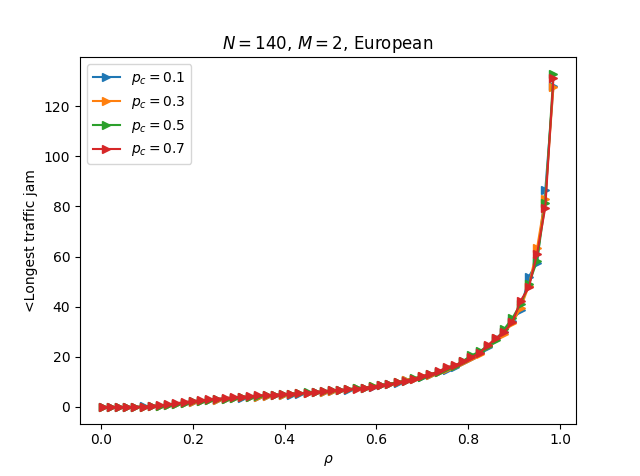 N = 140, M = 2, European
p_c = 0.1
p_c = 0.3
p_c = 0.5
p_c = 0.7
<Longest traffic jam
120
100
80
60
40
20
0
0.0 0.2 0.4 0.6 0.8 1.0
ρ